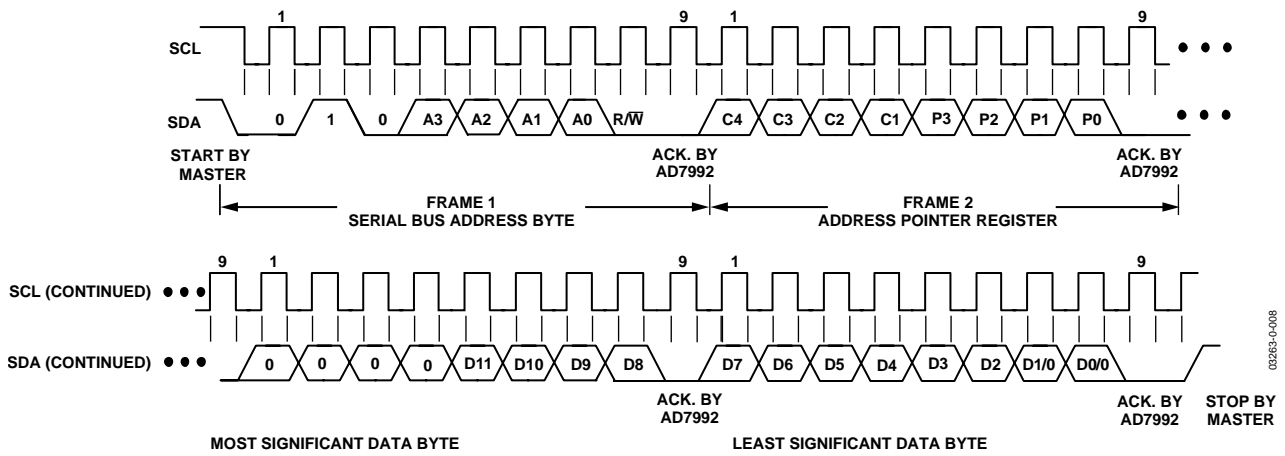 1 9 1 9
SCL
SDA 0 1 0 A3 A2 A1 A0 R/W̅ C4 C3 C2 C1 P3 P2 P1 P0
START BY MASTER
ACK. BY AD7992
ACK. BY AD7992
FRAME 1
SERIAL BUS ADDRESS BYTE
FRAME 2
ADDRESS POINTER REGISTER
9 1 9 1 9
SCL (CONTINUED)
SDA (CONTINUED) 0 0 0 0 D11 D10 D9 D8 D7 D6 D5 D4 D3 D2 D1/0 D0/0
ACK. BY AD7992
ACK. BY AD7992
STOP BY MASTER
MOST SIGNIFICANT DATA BYTE
LEAST SIGNIFICANT DATA BYTE
03263-0-008